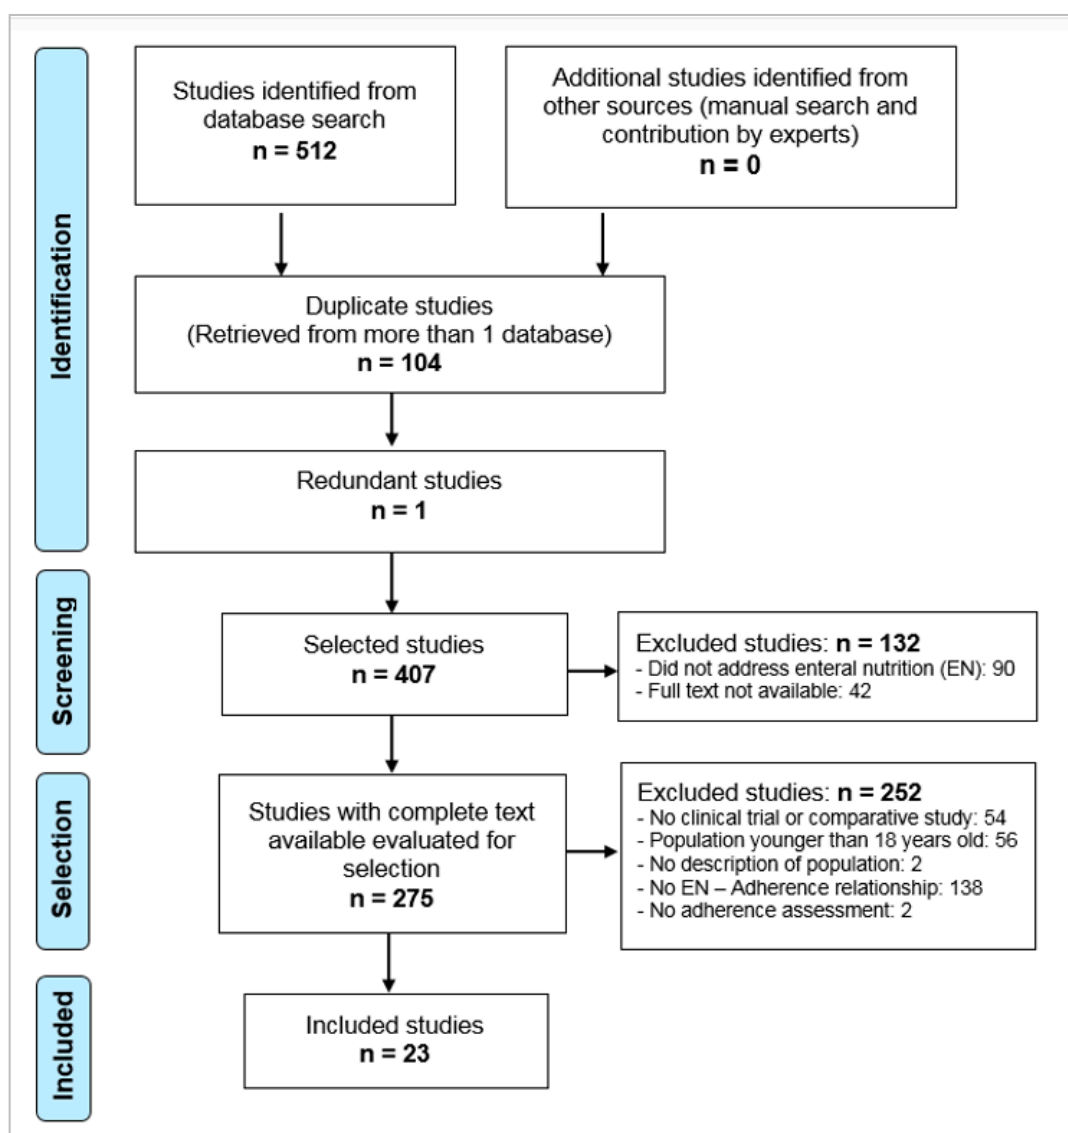 Identification
Studies identified from
database search
n = 512
Additional studies identified from
other sources (manual search and
contribution by experts)
n = 0
Duplicate studies
(Retrieved from more than 1 database)
n = 104
Redundant studies
n = 1
Screening
Selected studies
n = 407
Excluded studies: n = 132
- Did not address enteral nutrition (EN): 90
- Full text not available: 42
Selection
Studies with complete text
available evaluated for
selection
n = 275
Excluded studies: n = 252
- No clinical trial or comparative study: 54
- Population younger than 18 years old: 56
- No description of population: 2
- No EN – Adherence relationship: 138
- No adherence assessment: 2
Included
Included studies
n = 23